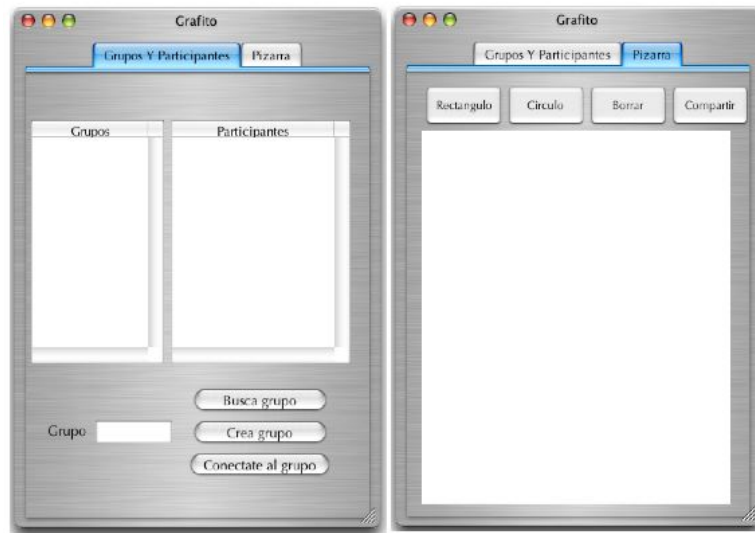 Grafito
Grupos Y Participantes Pizarra
Grupos Participantes
Busca grupo
Grupo
Crea grupo
Conectate al grupo
Grafito
Grupos Y Participantes Pizarra
Rectangulo Circulo Borrar Compartir